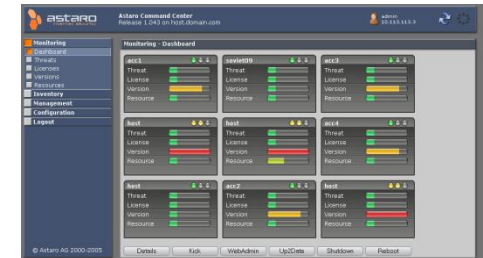 astaro
Astaro Command Center
Release 1.043 on host.domain.com
admin
Monitoring
Dashboard
Threats
Licenses
Versions
Resources
Inventory
Management
Configuration
Logout
Monitoring - Dashboard
acc1
Threat
License
Version
Resource
soviet09
Threat
License
Version
Resource
acc3
Threat
License
Version
Resource
host
Threat
License
Version
Resource
host
Threat
License
Version
Resource
acc4
Threat
License
Version
Resource
host
Threat
License
Version
Resource
acc2
Threat
License
Version
Resource
host
Threat
License
Version
Resource
Details
Kick
WebAdmin
Up2Date
Shutdown
Reboot
© Astaro AG 2000-2005